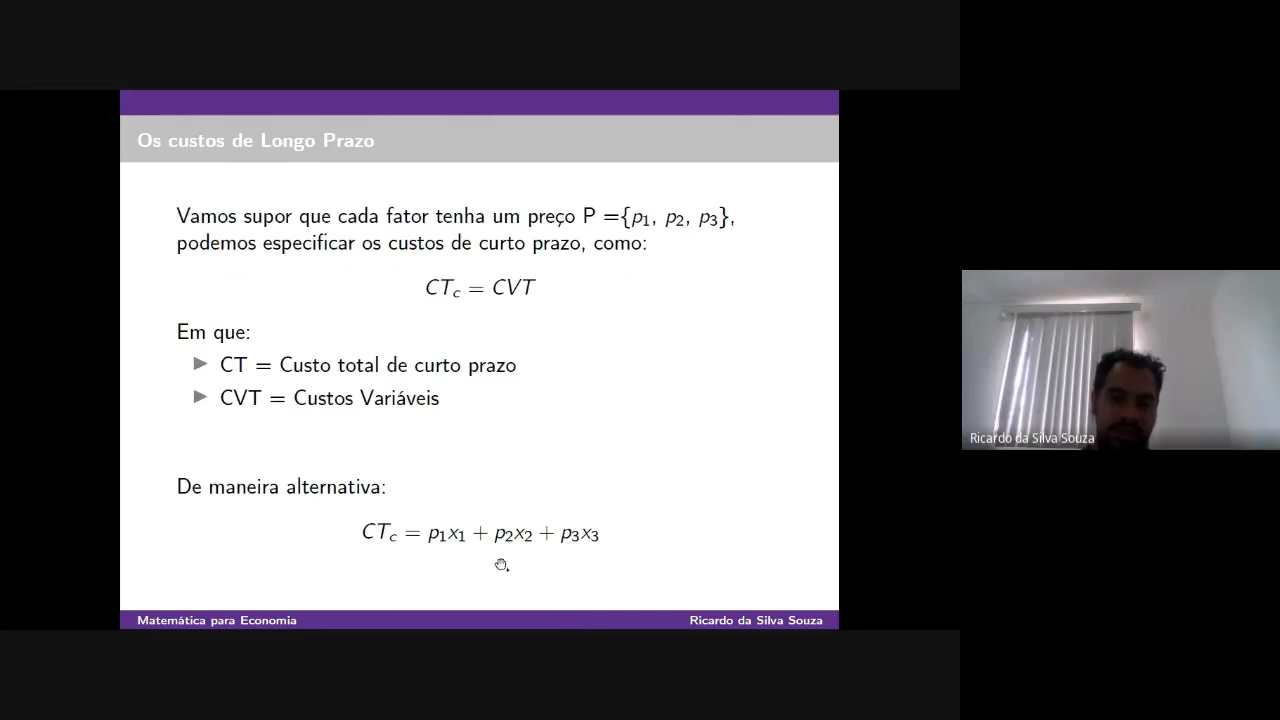 Os custos de Longo Prazo
Vamos supor que cada fator tenha um preço P ={p₁, p₂, p₃},
podemos especificar os custos de curto prazo, como:
CT_c = CVT
Em que:
▶ CT = Custo total de curto prazo
▶ CVT = Custos Variáveis
De maneira alternativa:
CT_c = p₁x₁ + p₂x₂ + p₃x₃
Matemática para Economia
Ricardo da Silva Souza
Ricardo da Silva Souza